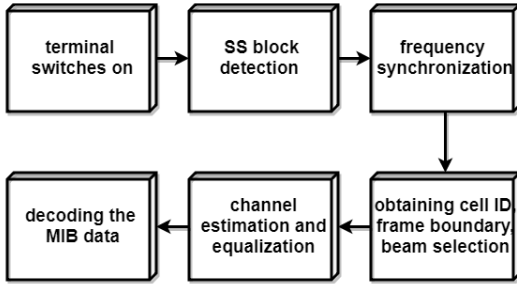 terminal
switches on
SS block
detection
frequency
synchronization
obtaining cell ID,
frame boundary,
beam selection
channel
estimation and
equalization
decoding the
MIB data